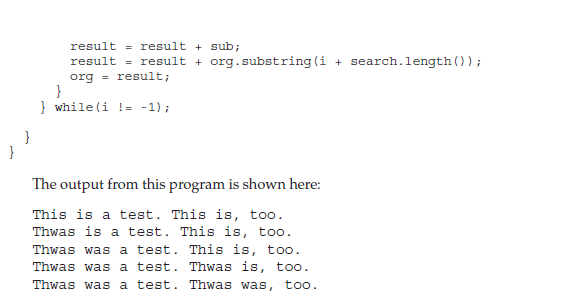 result = result + sub;
result = result + org.substring(i + search.length());
org = result;
}
} while(i != -1);
}
}
The output from this program is shown here:
This is a test. This is, too.
Thwas is a test. This is, too.
Thwas was a test. This is, too.
Thwas was a test. Thwas is, too.
Thwas was a test. Thwas was, too.